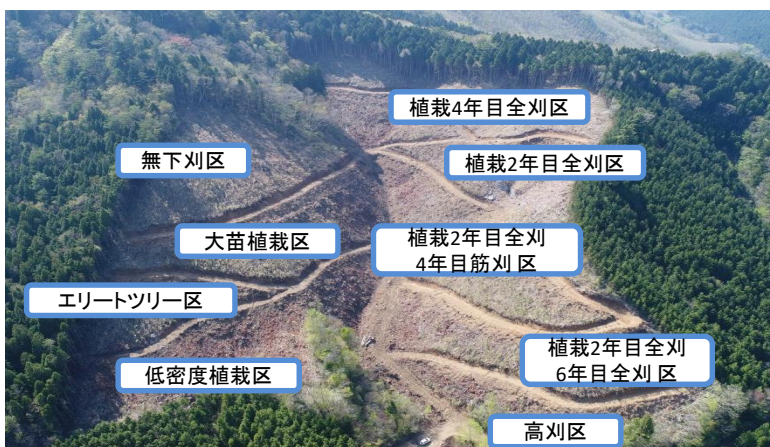 植栽4年目全刈区
無下刈区
植栽2年目全刈区
大苗植栽区
植栽2年目全刈
4年目筋刈 区
エリートツリー区
植栽2年目全刈
6年目全刈 区
低密度植栽区
高刈区